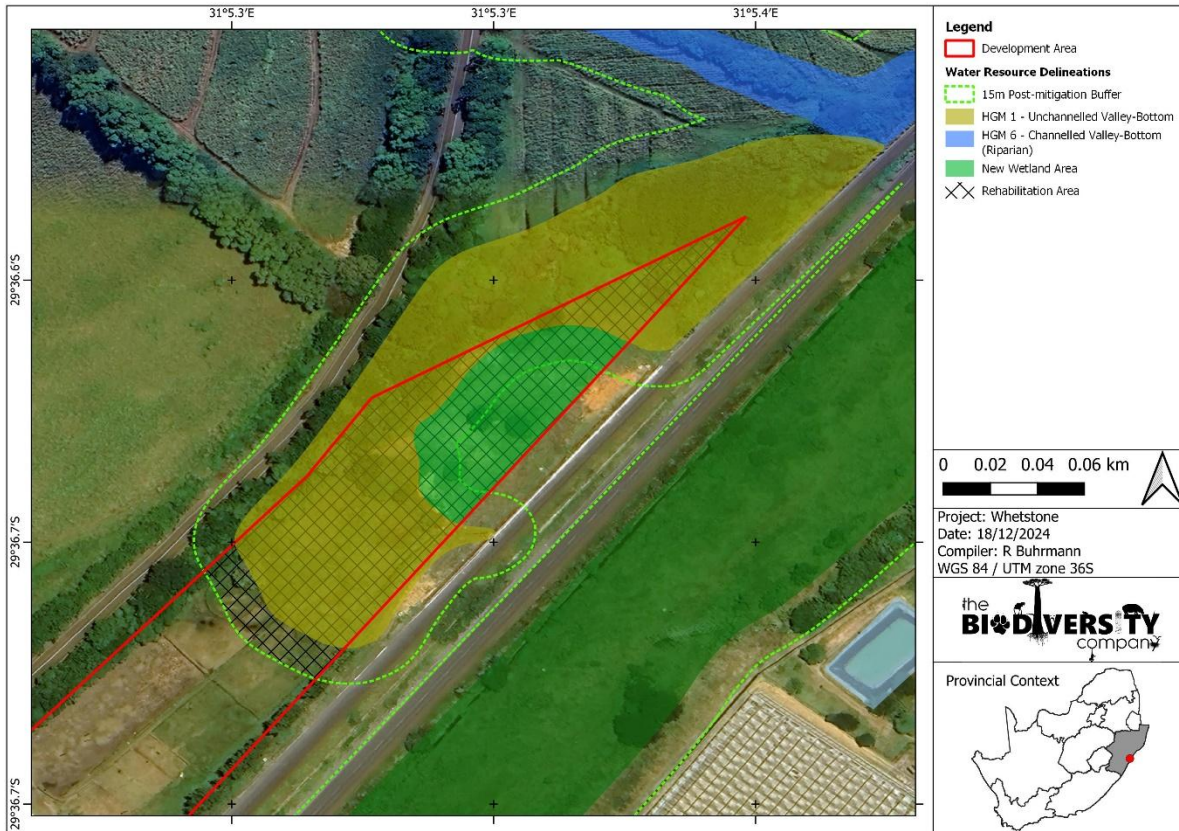 31°5.3'E
31°5.3'E
31°5.4'E
29°36.6'S
29°36.7'S
29°36.7'S
Legend
Development Area
Water Resource Delineations
15m Post-mitigation Buffer
HGM 1 - Unchannelled Valley-Bottom
HGM 6 - Channelled Valley-Bottom
(Riparian)
New Wetland Area
Rehabilitation Area
0 0.02 0.04 0.06 km
Project: Whetstone
Date: 18/12/2024
Compiler: R Buhrmann
WGS 84 / UTM zone 36S
the
BIODIVERSITY
company
Provincial Context